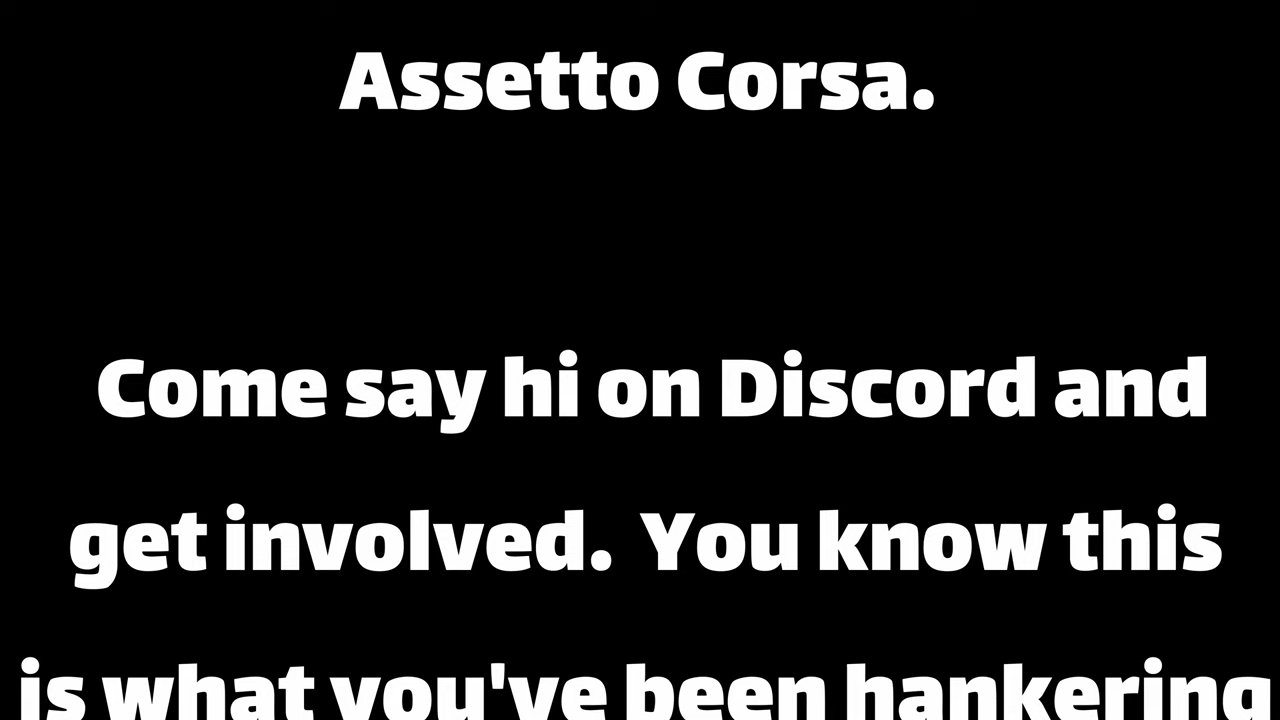 Assetto Corsa.
Come say hi on Discord and
get involved.  You know this
is what you've been hankering